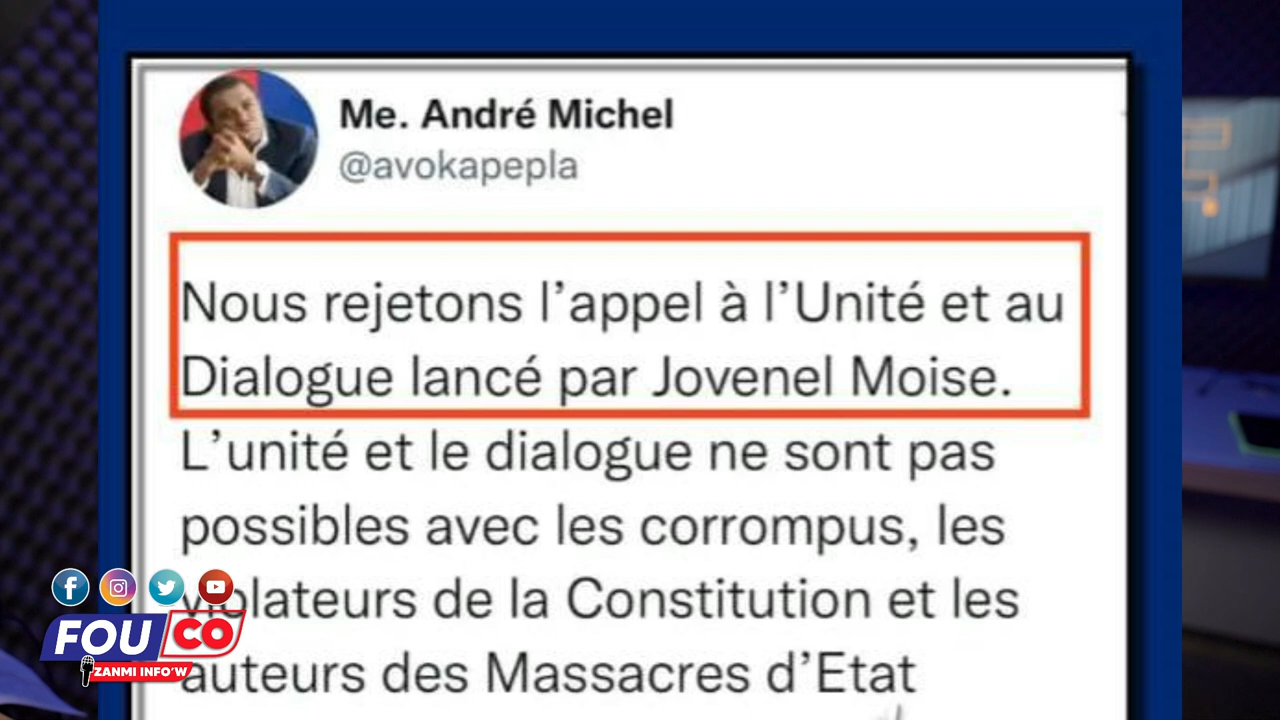 Me. André Michel
@avokapepla
Nous rejetons l’appel à l’Unité et au
Dialogue lancé par Jovenel Moise.
L’unité et le dialogue ne sont pas
possibles avec les corrompus, les
violateurs de la Constitution et les
auteurs des Massacres d’Etat
FOU CO
ZANMI INFO'W